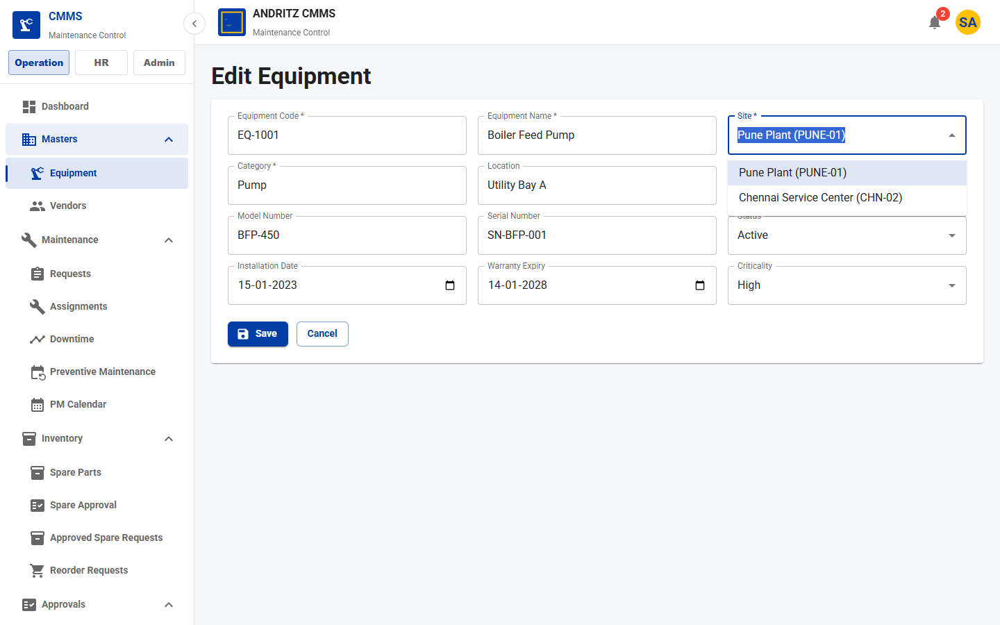 CMMS
Maintenance Control
Operation
HR
Admin
Dashboard
Masters
Equipment
Vendors
Maintenance
Requests
Assignments
Downtime
Preventive Maintenance
PM Calendar
Inventory
Spare Parts
Spare Approval
Approved Spare Requests
Reorder Requests
Approvals
ANDRITZ CMMS
Maintenance Control
2
SA
Edit Equipment
Equipment Code *
EQ-1001
Equipment Name *
Boiler Feed Pump
Site *
Pune Plant (PUNE-01)
Pune Plant (PUNE-01)
Chennai Service Center (CHN-02)
Category *
Pump
Location
Utility Bay A
Model Number
BFP-450
Serial Number
SN-BFP-001
Status
Active
Installation Date
15-01-2023
Warranty Expiry
14-01-2028
Criticality
High
Save
Cancel